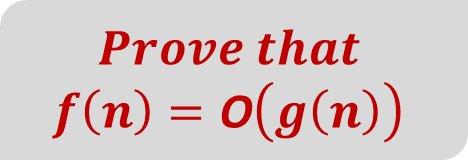 Prove that
f(n) = O(g(n))